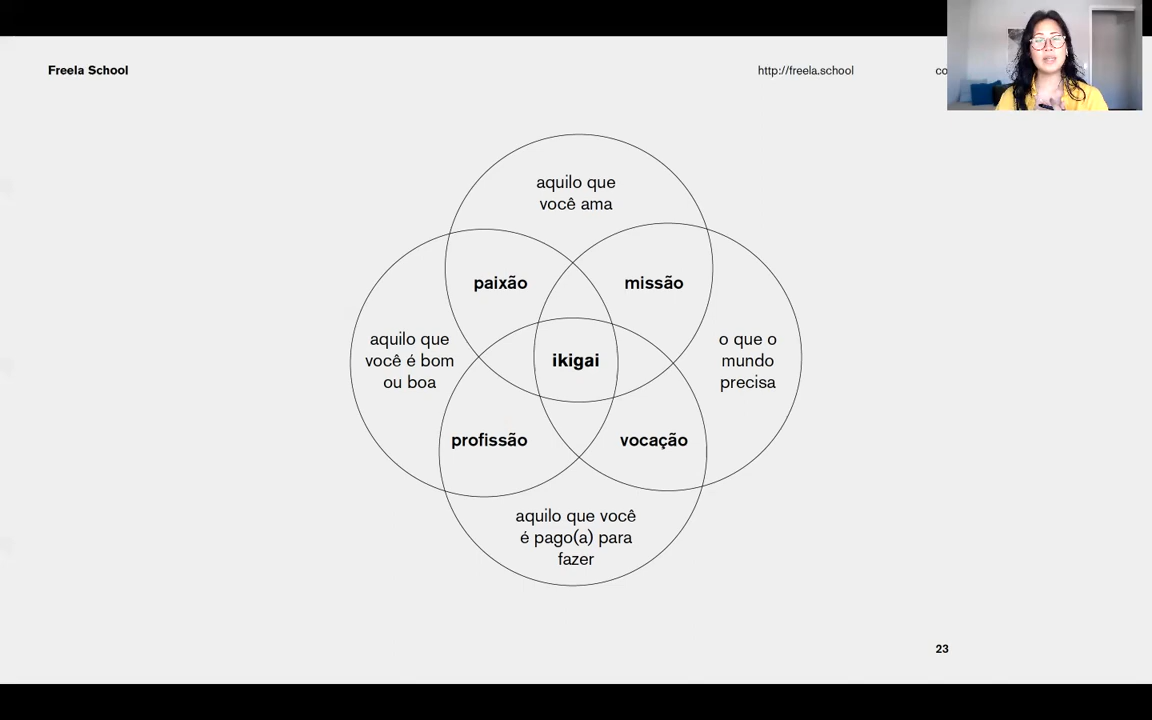 Freela School
http://freela.school
aquilo que
você ama
paixão
missão
aquilo que
você é bom
ou boa
ikigai
o que o
mundo
precisa
profissão
vocação
aquilo que você
é pago(a) para
fazer
23